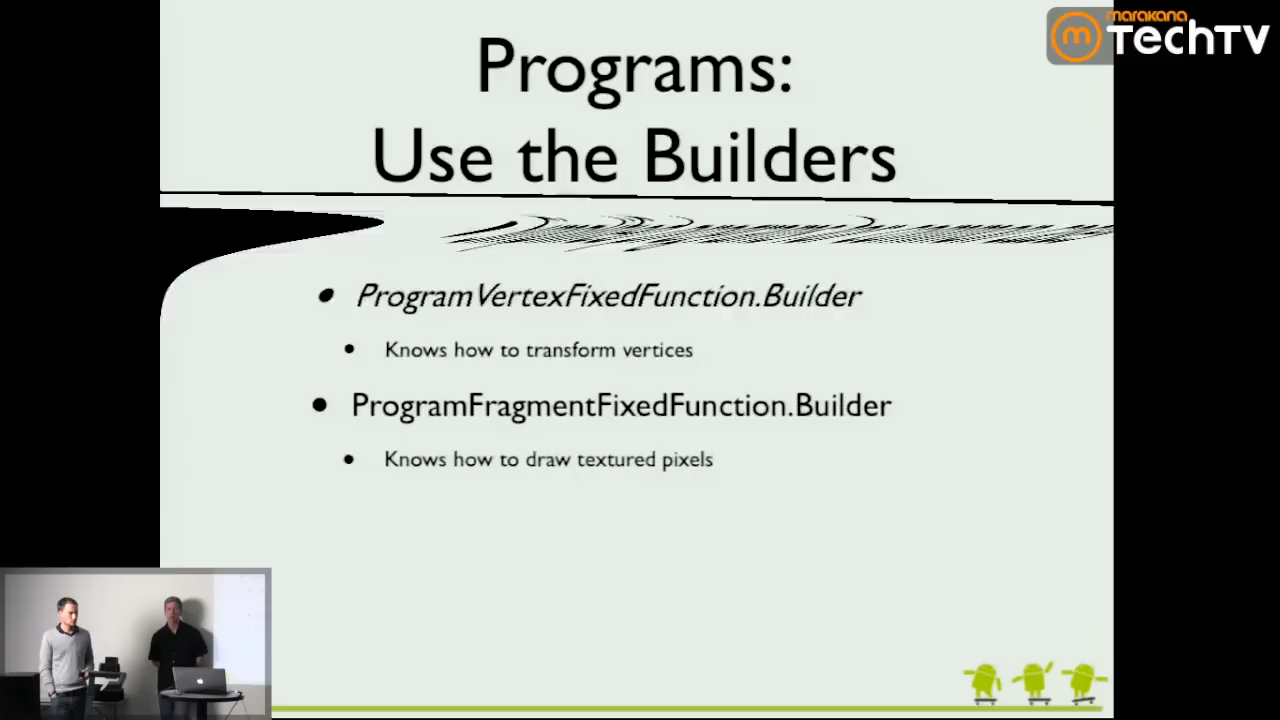 marakana
TechTV
Programs:
Use the Builders
• ProgramVertexFixedFunction.Builder
• Knows how to transform vertices
• ProgramFragmentFixedFunction.Builder
• Knows how to draw textured pixels